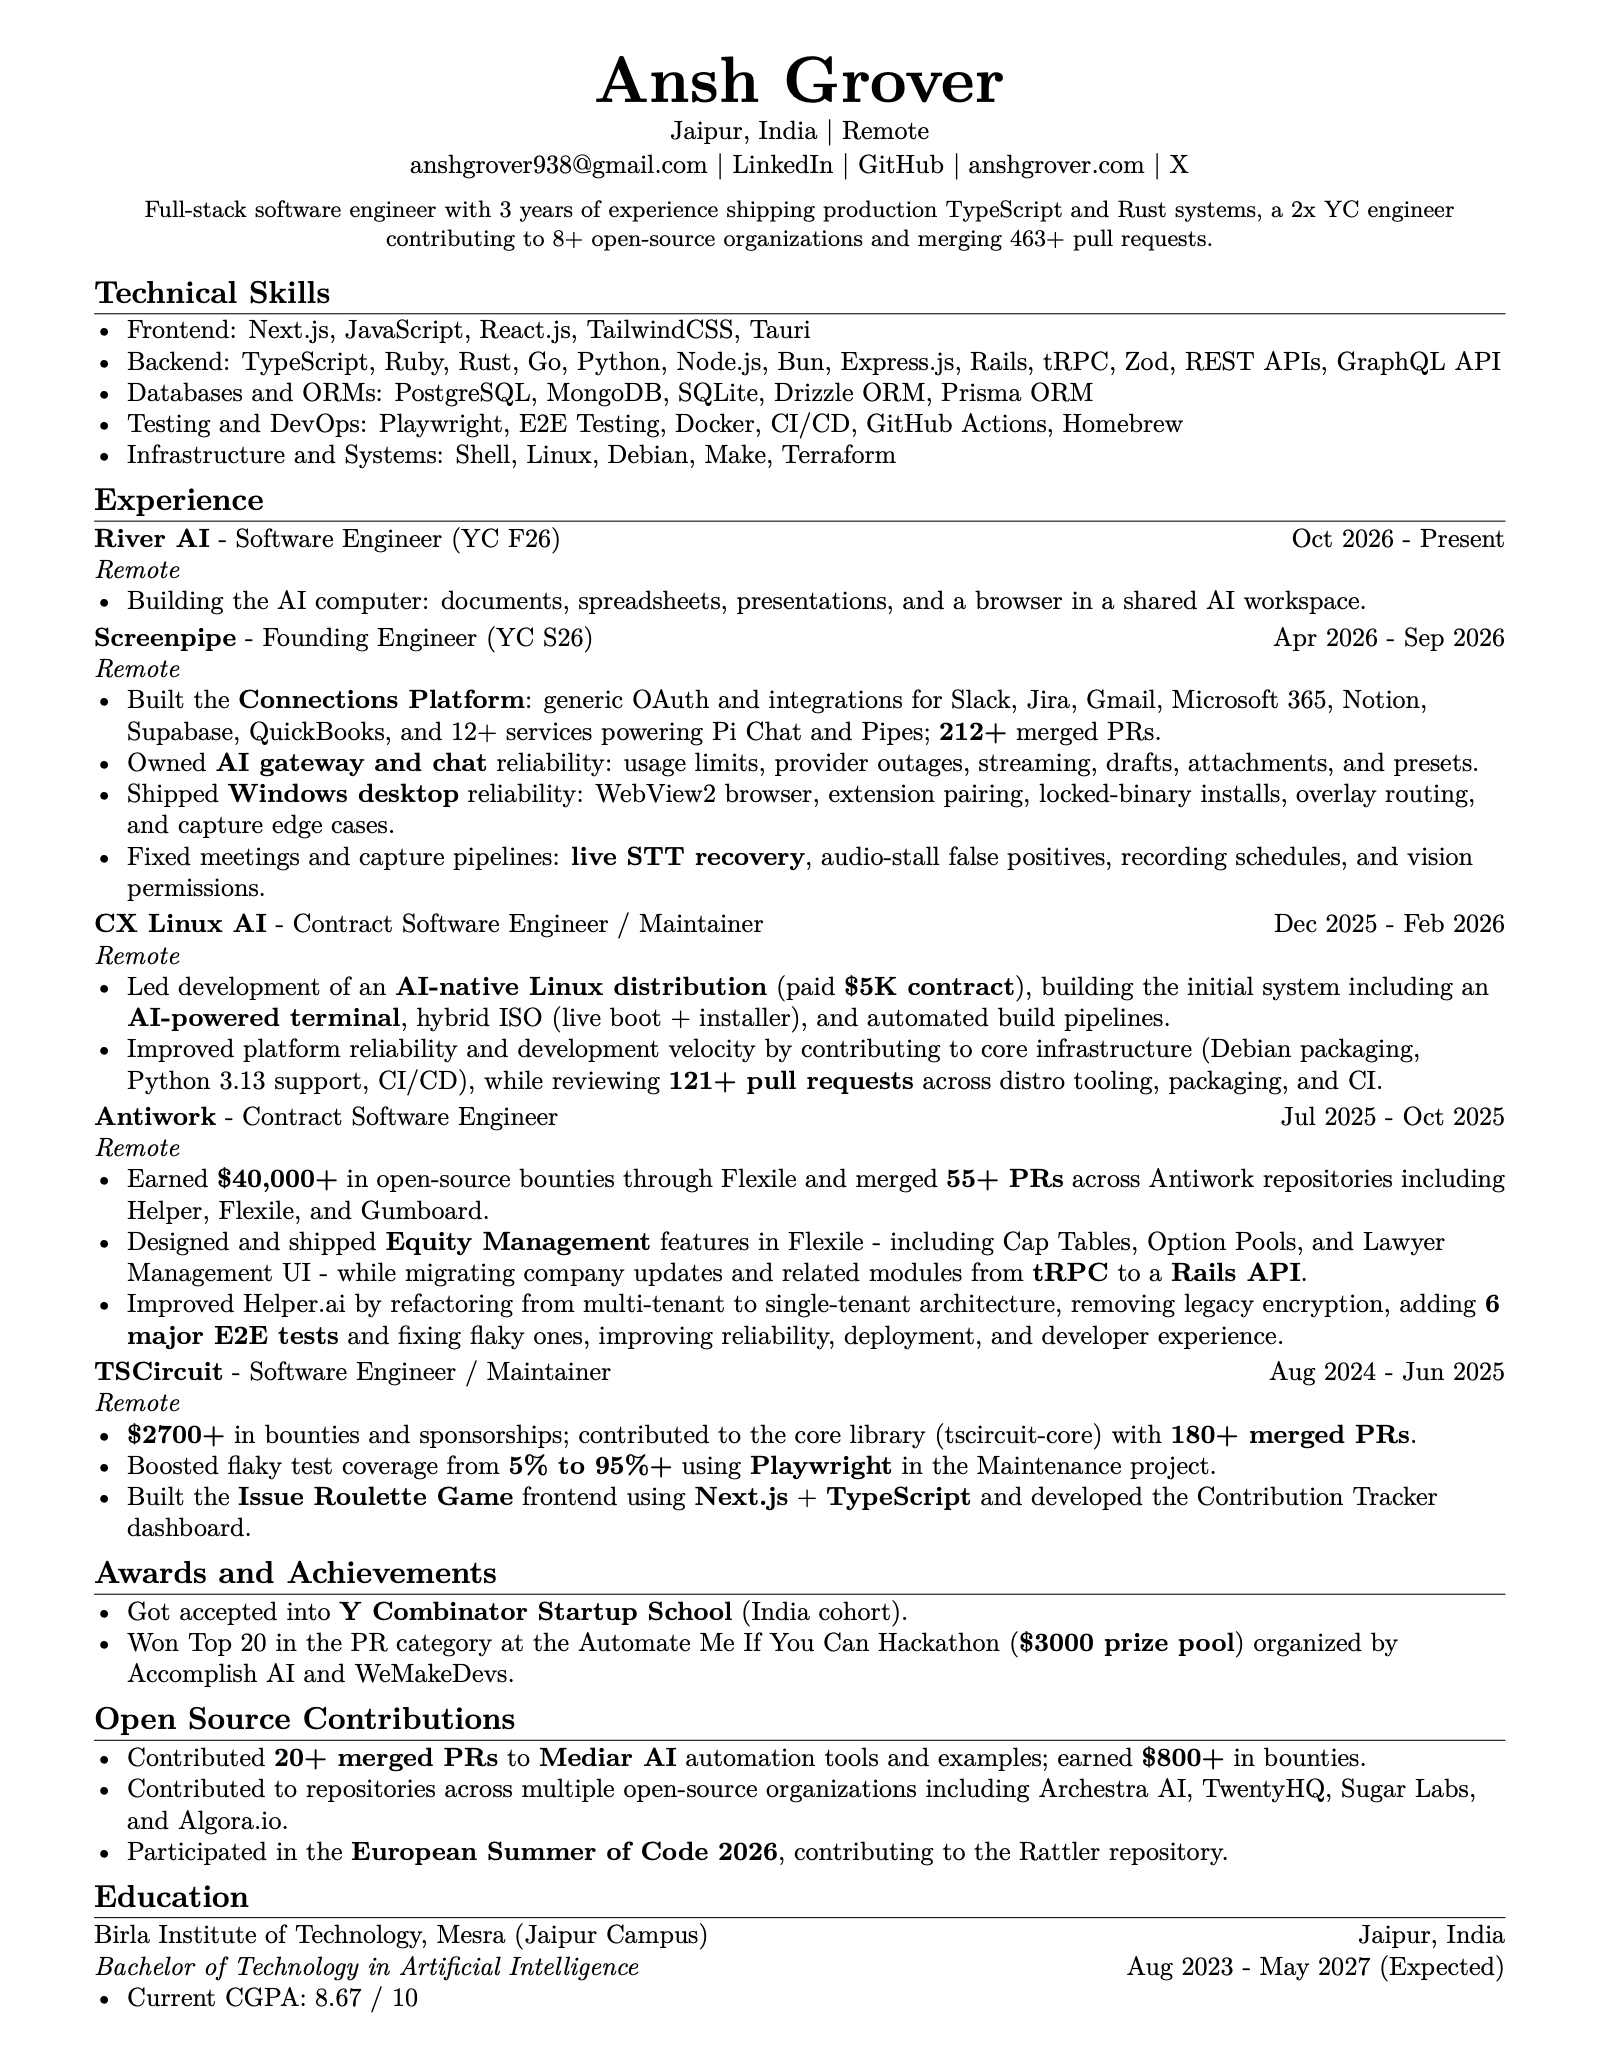 Ansh Grover
Jaipur, India | Remote
anshgrover938@gmail.com | LinkedIn | GitHub | anshgrover.com | X
Full-stack software engineer with 3 years of experience shipping production TypeScript and Rust systems, a 2x YC engineer
contributing to 8+ open-source organizations and merging 463+ pull requests.
Technical Skills
• Frontend: Next.js, JavaScript, React.js, TailwindCSS, Tauri
• Backend: TypeScript, Ruby, Rust, Go, Python, Node.js, Bun, Express.js, Rails, tRPC, Zod, REST APIs, GraphQL API
• Databases and ORMs: PostgreSQL, MongoDB, SQLite, Drizzle ORM, Prisma ORM
• Testing and DevOps: Playwright, E2E Testing, Docker, CI/CD, GitHub Actions, Homebrew
• Infrastructure and Systems: Shell, Linux, Debian, Make, Terraform
Experience
River AI - Software Engineer (YC F26) Oct 2026 - Present
Remote
• Building the AI computer: documents, spreadsheets, presentations, and a browser in a shared AI workspace.
Screenpipe - Founding Engineer (YC S26) Apr 2026 - Sep 2026
Remote
• Built the Connections Platform: generic OAuth and integrations for Slack, Jira, Gmail, Microsoft 365, Notion,
Supabase, QuickBooks, and 12+ services powering Pi Chat and Pipes; 212+ merged PRs.
• Owned AI gateway and chat reliability: usage limits, provider outages, streaming, drafts, attachments, and presets.
• Shipped Windows desktop reliability: WebView2 browser, extension pairing, locked-binary installs, overlay routing,
and capture edge cases.
• Fixed meetings and capture pipelines: live STT recovery, audio-stall false positives, recording schedules, and vision
permissions.
CX Linux AI - Contract Software Engineer / Maintainer Dec 2025 - Feb 2026
Remote
• Led development of an AI-native Linux distribution (paid $5K contract), building the initial system including an
AI-powered terminal, hybrid ISO (live boot + installer), and automated build pipelines.
• Improved platform reliability and development velocity by contributing to core infrastructure (Debian packaging,
Python 3.13 support, CI/CD), while reviewing 121+ pull requests across distro tooling, packaging, and CI.
Antiwork - Contract Software Engineer Jul 2025 - Oct 2025
Remote
• Earned $40,000+ in open-source bounties through Flexile and merged 55+ PRs across Antiwork repositories including
Helper, Flexile, and Gumboard.
• Designed and shipped Equity Management features in Flexile - including Cap Tables, Option Pools, and Lawyer
Management UI - while migrating company updates and related modules from tRPC to a Rails API.
• Improved Helper.ai by refactoring from multi-tenant to single-tenant architecture, removing legacy encryption, adding 6
major E2E tests and fixing flaky ones, improving reliability, deployment, and developer experience.
TSCircuit - Software Engineer / Maintainer Aug 2024 - Jun 2025
Remote
• $2700+ in bounties and sponsorships; contributed to the core library (tscircuit-core) with 180+ merged PRs.
• Boosted flaky test coverage from 5% to 95%+ using Playwright in the Maintenance project.
• Built the Issue Roulette Game frontend using Next.js + TypeScript and developed the Contribution Tracker
dashboard.
Awards and Achievements
• Got accepted into Y Combinator Startup School (India cohort).
• Won Top 20 in the PR category at the Automate Me If You Can Hackathon ($3000 prize pool) organized by
Accomplish AI and WeMakeDevs.
Open Source Contributions
• Contributed 20+ merged PRs to Mediar AI automation tools and examples; earned $800+ in bounties.
• Contributed to repositories across multiple open-source organizations including Archestra AI, TwentyHQ, Sugar Labs,
and Algora.io.
• Participated in the European Summer of Code 2026, contributing to the Rattler repository.
Education
Birla Institute of Technology, Mesra (Jaipur Campus) Jaipur, India
Bachelor of Technology in Artificial Intelligence Aug 2023 - May 2027 (Expected)
• Current CGPA: 8.67 / 10